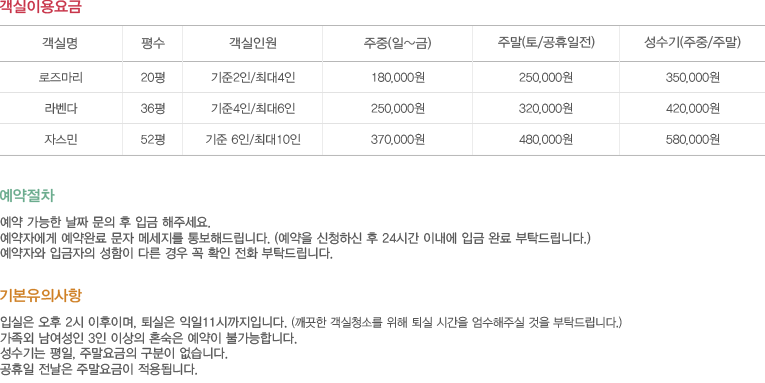 객실이용요금
객실명 평수 객실인원 주중(일~금) 주말(토/공휴일전) 성수기(주중/주말)
로즈마리 20평 기준2인/최대4인 180,000원 250,000원 350,000원
라벤다 36평 기준4인/최대6인 250,000원 320,000원 420,000원
자스민 52평 기준 6인/최대10인 370,000원 480,000원 580,000원
예약절차
예약 가능한 날짜 문의 후 입금 해주세요.
예약자에게 예약완료 문자 메세지를 통보해드립니다. (예약을 신청하신 후 24시간 이내에 입금 완료 부탁드립니다.)
예약자와 입금자의 성함이 다른 경우 꼭 확인 전화 부탁드립니다.
기본유의사항
입실은 오후 2시 이후이며, 퇴실은 익일11시까지입니다. (깨끗한 객실청소를 위해 퇴실 시간을 엄수해주실 것을 부탁드립니다.)
가족외 남여성인 3인 이상의 혼숙은 예약이 불가능합니다.
성수기는 평일, 주말요금의 구분이 없습니다.
공휴일 전날은 주말요금이 적용됩니다.